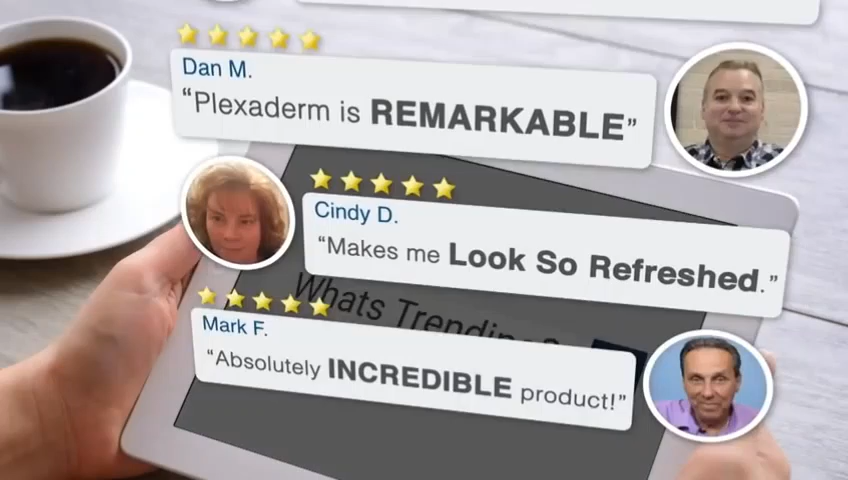 Dan M.
“Plexaderm is REMARKABLE”
Cindy D.
“Makes me Look So Refreshed.”
Whats Trending?
Mark F.
“Absolutely INCREDIBLE product!”